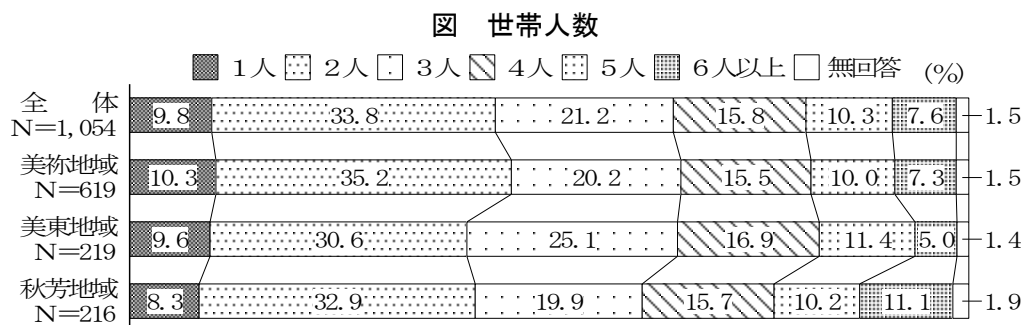 図 世帯人数
1人 2人 3人 4人 5人 6人以上 無回答 (%)
全 体
N=1,054
9.8 33.8 21.2 15.8 10.3 7.6 1.5
美祢地域
N=619
10.3 35.2 20.2 15.5 10.0 7.3 1.5
美東地域
N=219
9.6 30.6 25.1 16.9 11.4 5.0 1.4
秋芳地域
N=216
8.3 32.9 19.9 15.7 10.2 11.1 1.9